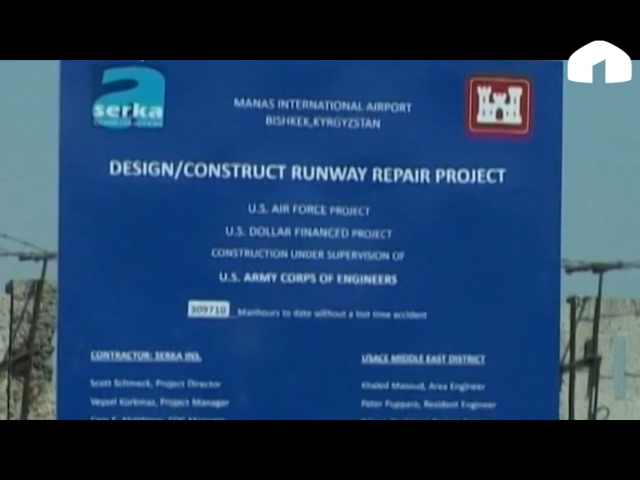 serka
MANAS INTERNATIONAL AIRPORT
BISHKEK,KYRGYZSTAN
DESIGN/CONSTRUCT RUNWAY REPAIR PROJECT
U.S. AIR FORCE PROJECT
U.S. DOLLAR FINANCED PROJECT
CONSTRUCTION UNDER SUPERVISION OF
U.S. ARMY CORPS OF ENGINEERS
309710 Manhours to date without a lost time accident
CONTRACTOR: SERKA INS.
Scott Schmeck, Project Director
Veysel Korkmaz, Project Manager
USACE MIDDLE EAST DISTRICT
Khaled Masoud, Area Engineer
Peter Pupparo, Resident Engineer